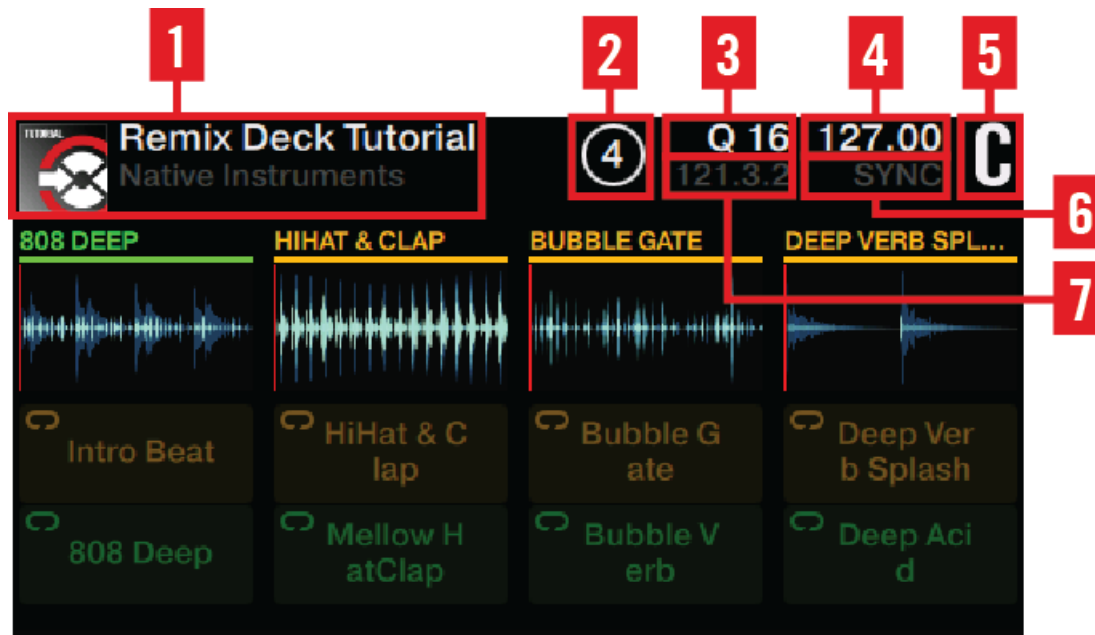 1
2
3
4
5
TUTORIAL
Remix Deck Tutorial
4
Q 16
127.00
C
Native Instruments
121.3.2
SYNC
6
808 DEEP
HIHAT & CLAP
BUBBLE GATE
DEEP VERB SPL...
7
Intro Beat
HiHat & C
lap
Bubble G
ate
Deep Ver
b Splash
808 Deep
Mellow H
atClap
Bubble V
erb
Deep Aci
d